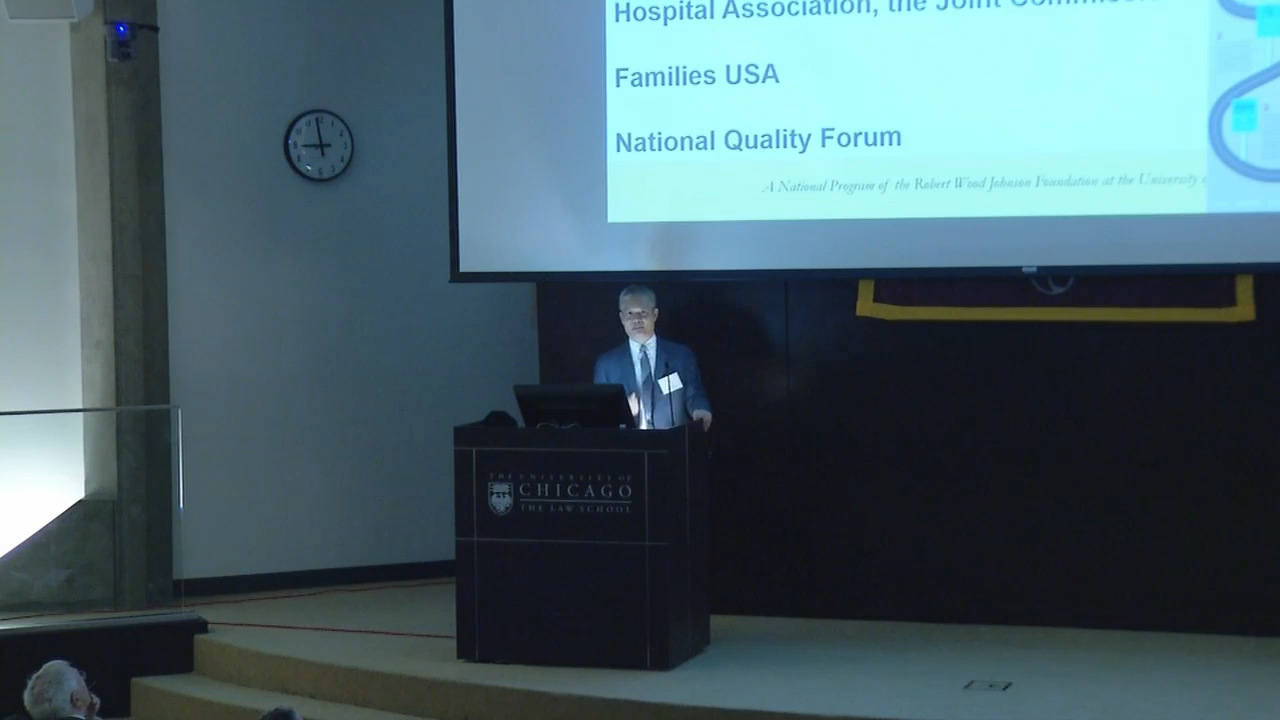 Hospital Association, the Joint
Families USA
National Quality Forum
A National Program of the Robert Wood Johnson Foundation at the University
THE UNIVERSITY OF
CHICAGO
THE LAW SCHOOL